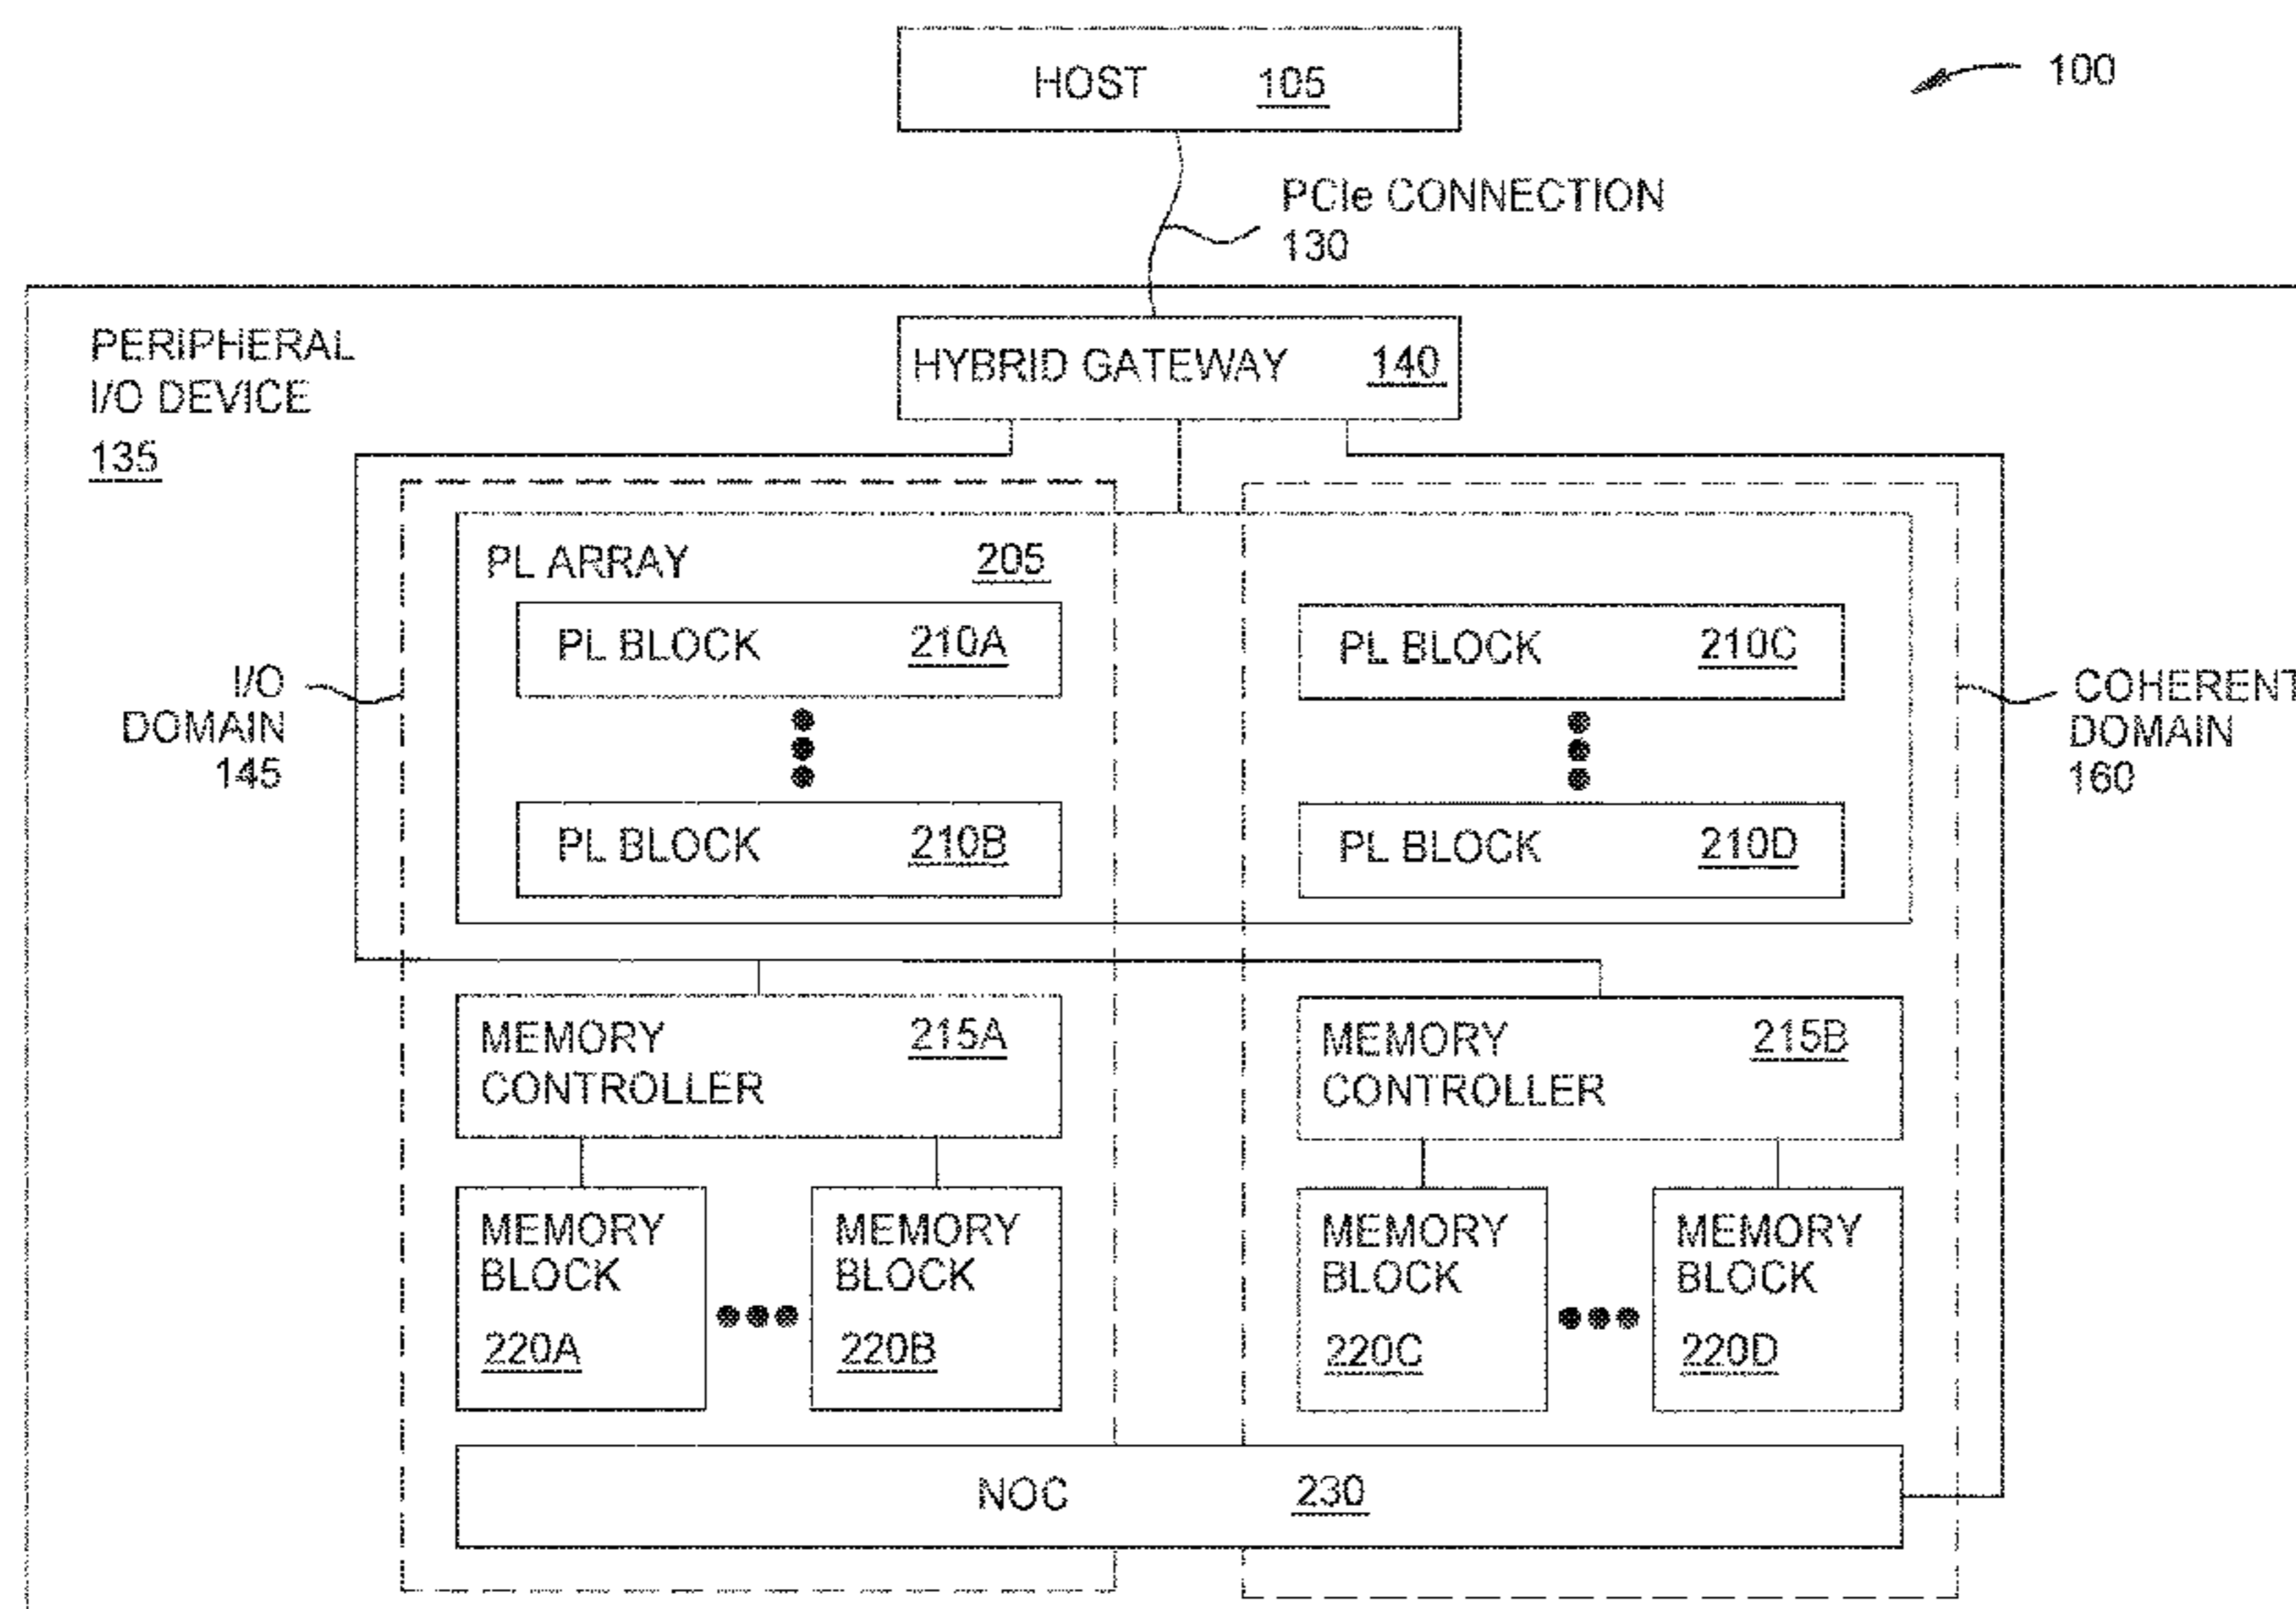 HOST 105
100
PCIe CONNECTION
130
PERIPHERAL
I/O DEVICE
135
HYBRID GATEWAY 140
PL ARRAY 205
PL BLOCK 210A
PL BLOCK 210C
I/O
DOMAIN
145
COHERENT
DOMAIN
160
PL BLOCK 210B
PL BLOCK 210D
MEMORY
CONTROLLER
215A
MEMORY
CONTROLLER
215B
MEMORY
BLOCK
220A
MEMORY
BLOCK
220B
MEMORY
BLOCK
220C
MEMORY
BLOCK
220D
NOC 230